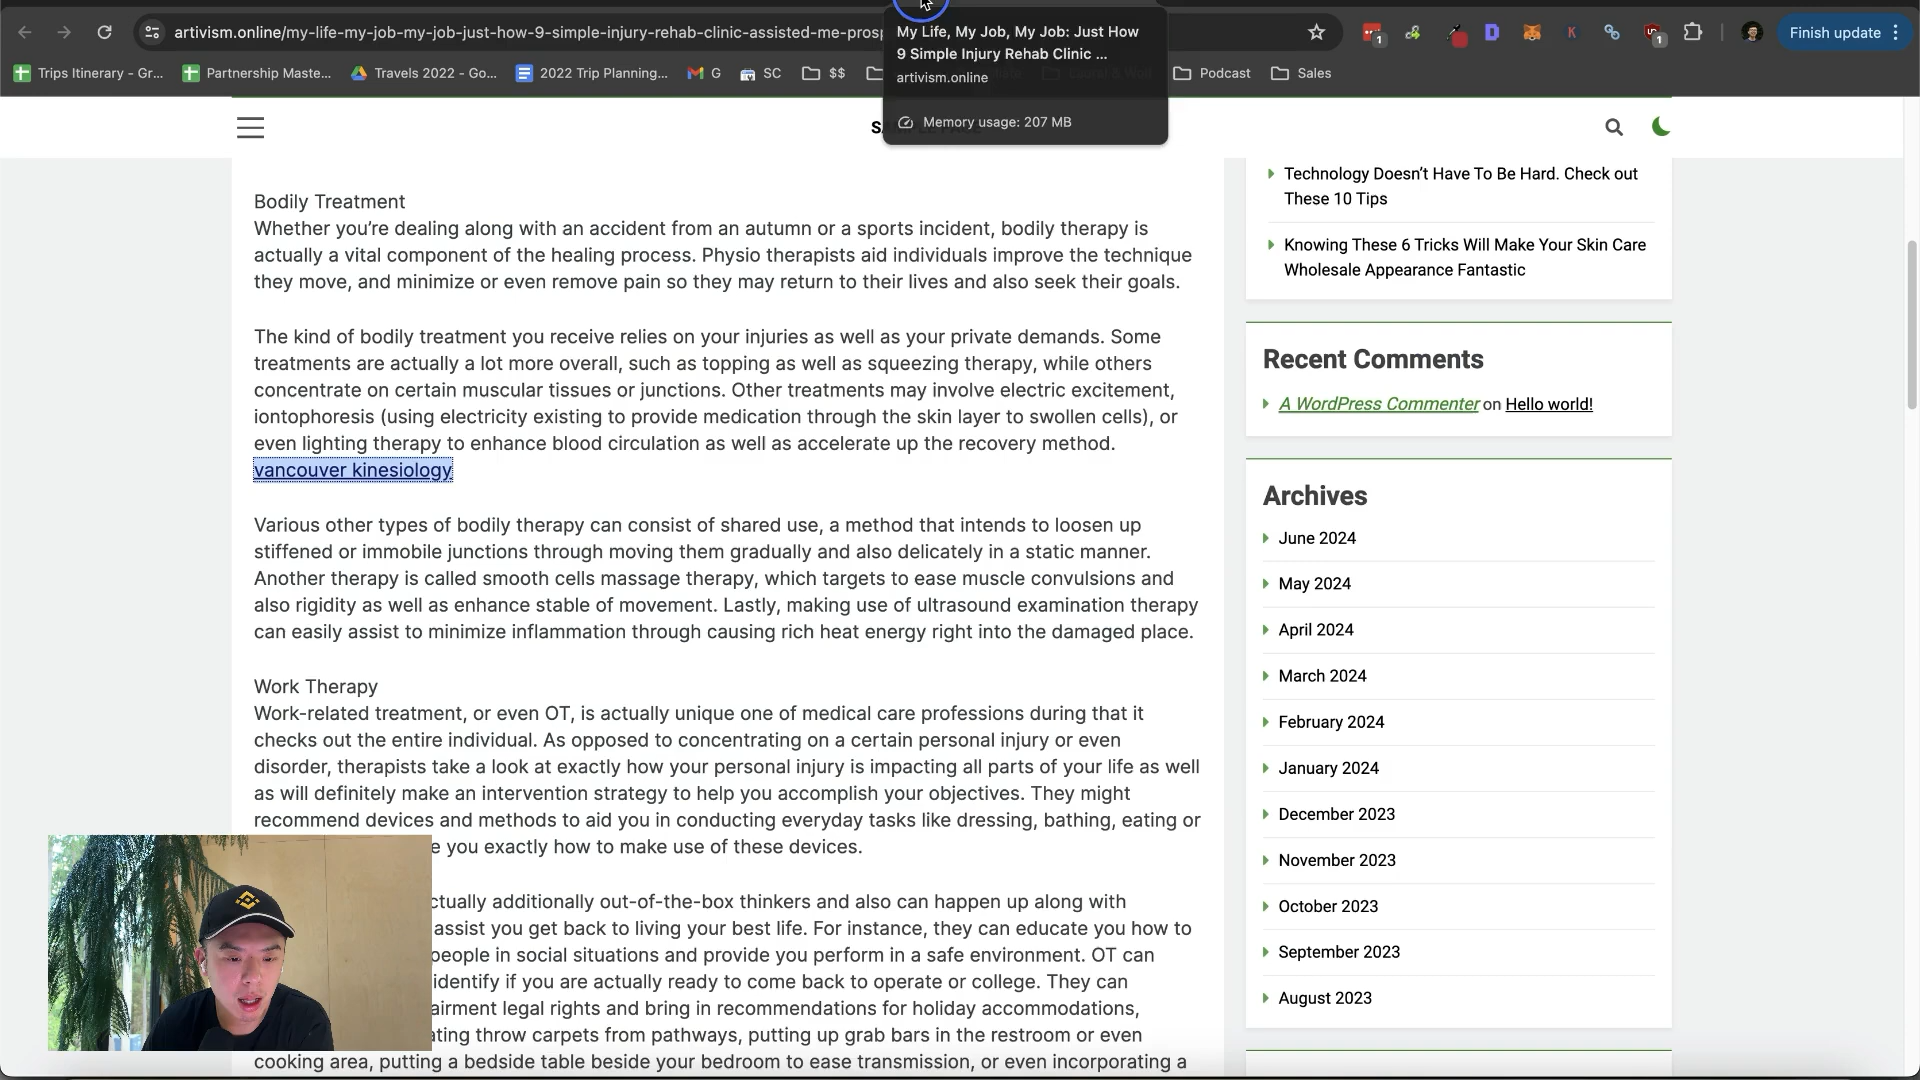 artivism.online/my-life-my-job-my-job-just-how-9-simple-injury-rehab-clinic-assisted-me-prosp
Finish update
My Life, My Job, My Job: Just How
9 Simple Injury Rehab Clinic ...
artivism.online
Memory usage: 207 MB
Trips Itinerary - Gr...
Partnership Maste...
Travels 2022 - Go...
2022 Trip Planning...
G
SC
$$
Podcast
Sales
Bodily Treatment
Whether you’re dealing along with an accident from an autumn or a sports incident, bodily therapy is
actually a vital component of the healing process. Physio therapists aid individuals improve the technique
they move, and minimize or even remove pain so they may return to their lives and also seek their goals.
The kind of bodily treatment you receive relies on your injuries as well as your private demands. Some
treatments are actually a lot more overall, such as topping as well as squeezing therapy, while others
concentrate on certain muscular tissues or junctions. Other treatments may involve electric excitement,
iontophoresis (using electricity existing to provide medication through the skin layer to swollen cells), or
even lighting therapy to enhance blood circulation as well as accelerate up the recovery method.
vancouver kinesiology
Various other types of bodily therapy can consist of shared use, a method that intends to loosen up
stiffened or immobile junctions through moving them gradually and also delicately in a static manner.
Another therapy is called smooth cells massage therapy, which targets to ease muscle convulsions and
also rigidity as well as enhance stable of movement. Lastly, making use of ultrasound examination therapy
can easily assist to minimize inflammation through causing rich heat energy right into the damaged place.
Work Therapy
Work-related treatment, or even OT, is actually unique one of medical care professions during that it
checks out the entire individual. As opposed to concentrating on a certain personal injury or even
disorder, therapists take a look at exactly how your personal injury is impacting all parts of your life as well
as will definitely make an intervention strategy to help you accomplish your objectives. They might
recommend devices and methods to aid you in conducting everyday tasks like dressing, bathing, eating or
e you exactly how to make use of these devices.
ctually additionally out-of-the-box thinkers and also can happen up along with
assist you get back to living your best life. For instance, they can educate you how to
people in social situations and provide you perform in a safe environment. OT can
identify if you are actually ready to come back to operate or college. They can
airment legal rights and bring in recommendations for holiday accommodations,
ating throw carpets from pathways, putting up grab bars in the restroom or even
cooking area, putting a bedside table beside your bedroom to ease transmission, or even incorporating a
Technology Doesn’t Have To Be Hard. Check out
These 10 Tips
Knowing These 6 Tricks Will Make Your Skin Care
Wholesale Appearance Fantastic
Recent Comments
A WordPress Commenter on Hello world!
Archives
June 2024
May 2024
April 2024
March 2024
February 2024
January 2024
December 2023
November 2023
October 2023
September 2023
August 2023